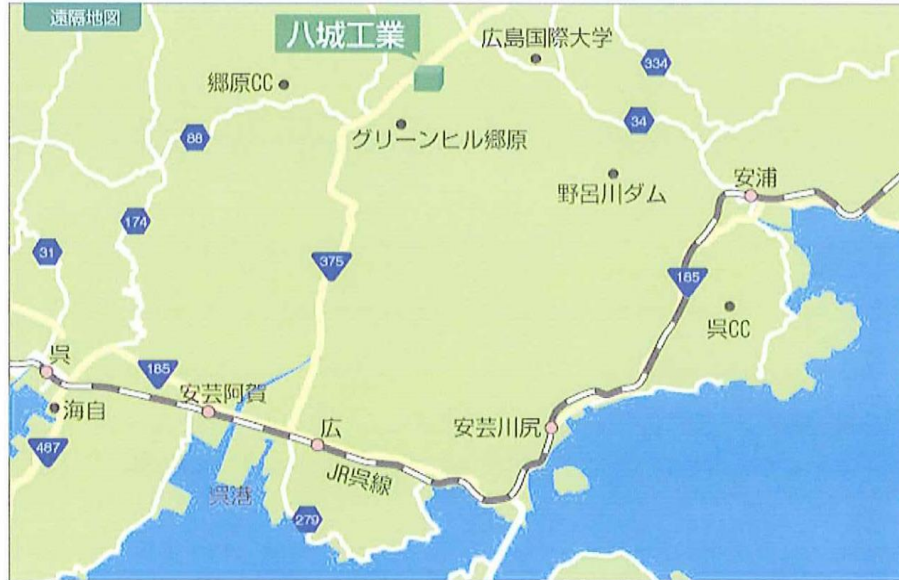 遠隔地図
八城工業
広島国際大学
334
郷原CC
88
グリーンヒル郷原
34
野呂川ダム
安浦
174
31
375
185
呉CC
呉
185
安芸阿賀
海自
広
安芸川尻
487
JR呉線
呉港
279